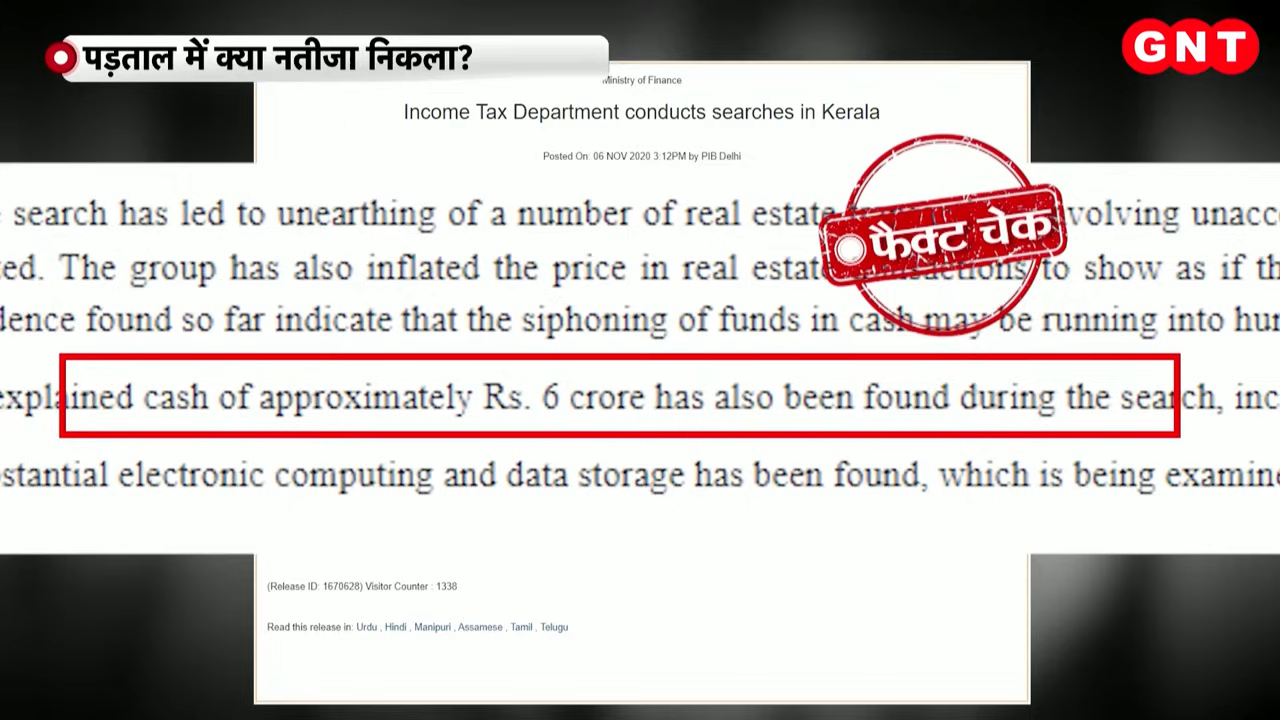 पड़ताल में क्या नतीजा निकला?
GNT
Ministry of Finance
Income Tax Department conducts searches in Kerala
Posted On: 06 NOV 2020 3:12PM by PIB Delhi
search has led to unearthing of a number of real estate volving unacc
फैक्ट चेक
ed. The group has also inflated the price in real estate transactions to show as if th
dence found so far indicate that the siphoning of funds in cash may be running into hun
explained cash of approximately Rs. 6 crore has also been found during the search, inc
stantial electronic computing and data storage has been found, which is being examine
(Release ID: 1670628) Visitor Counter : 1338
Read this release in: Urdu , Hindi , Manipuri , Assamese , Tamil , Telugu